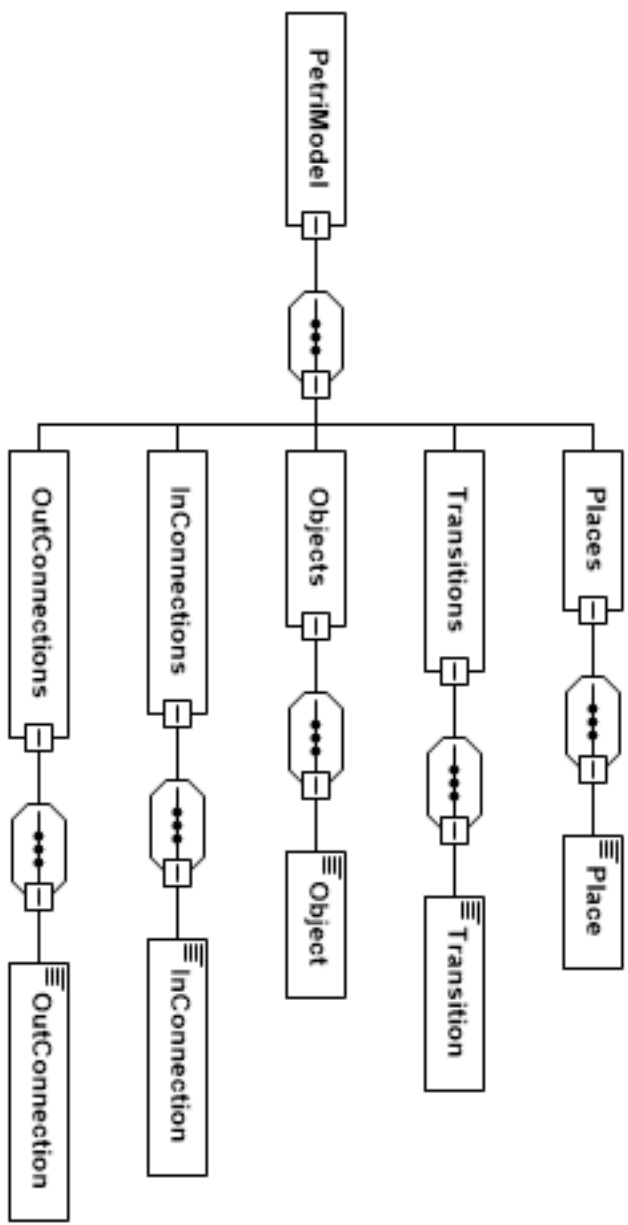 PetriModel
Places
Place
Transitions
Transition
Objects
Object
InConnections
InConnection
OutConnections
OutConnection